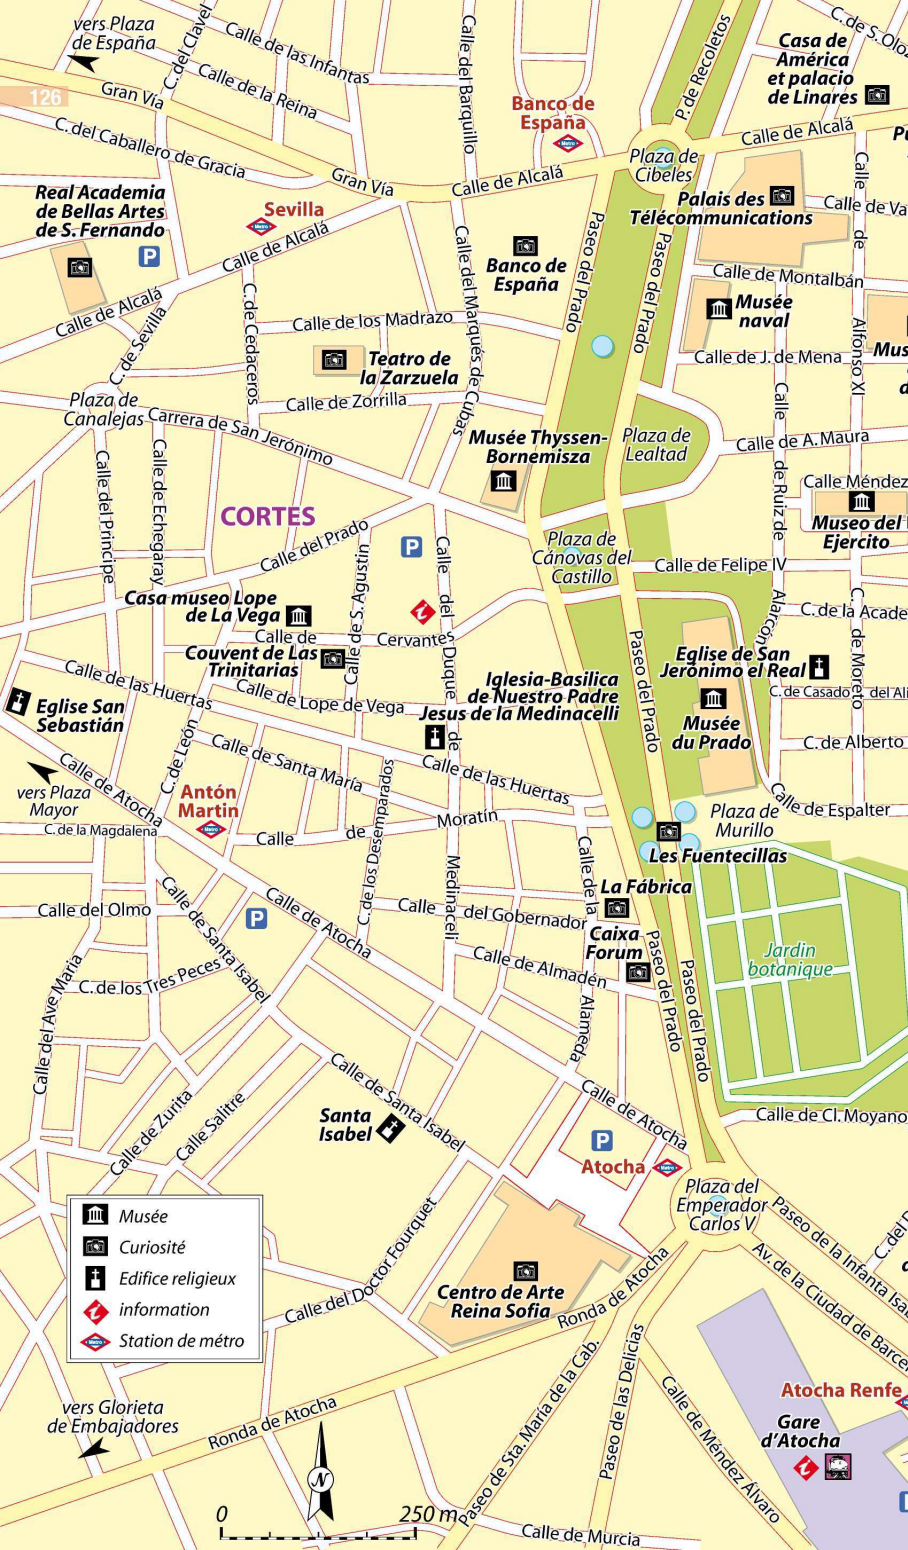 vers Plaza
de España
C. del Clavel
Calle de las Infantas
Calle de la Reina
Calle del Barquillo
P. de Recoletos
C. de S. Olo
Casa de
América
et palacio
de Linares
126
Gran Via
C. del Caballero de Gracia
Gran Vía
Banco de
España
Metro
Calle de Alcalá
Calle de Alcalá
Plaza de
Cibeles
Palais des
Télécommunications
Calle de Va
Real Academia
de Bellas Artes
de S. Fernando
P
Sevilla
Metro
Calle de Alcalá
Calle de Alcalá
C. de Sevilla
C. de Cedaceros
Calle del Marqués de Cubas
Banco de
España
Paseo del Prado
Paseo del Prado
Calle de Montalbán
Musée
naval
Calle de Alfonso XI
Mus
d
Calle de los Madrazo
Teatro de
la Zarzuela
Calle de Zorrilla
Calle de J. de Mena
Plaza de
Canalejas
Carrera de San Jerónimo
Musée Thyssen-
Bornemisza
Plaza de
Lealtad
Calle de A. Maura
Calle de Ruiz de Alarcón
Calle Méndez
Museo del
Ejercito
Calle del Principe
Calle de Echegaray
CORTES
Calle del Prado
P
Plaza de
Cánovas del
Castillo
Calle de Felipe IV
Casa museo Lope
de La Vega
Calle de S. Agustin
Calle del Duque de Medinaceli
Calle de
Cervantes
C. de la Acade
C. de Moreto
Couvent de Las
Trinitarias
Calle de las Huertas
Calle de Lope de Vega
Iglesia-Basilica
de Nuestro Padre
Jesus de la Medinacelli
Paseo del Prado
Eglise de San
Jerónimo el Real
C. de Casado del Ali
Musée
du Prado
C. de Alberto
Eglise San
Sebastián
C. de León
Calle de Santa María
Calle de las Huertas
vers Plaza
Mayor
Calle de Atocha
Antón
Martin
Metro
C. de la Magdalena
Calle de Moratín
C. de los Desemparados
Plaza de
Murillo
Calle de Espalter
Les Fuentecillas
Calle de la Alameda
La Fábrica
Calle de Santa Isabel
Calle del Olmo
P
Calle de Atocha
Calle del Gobernador
Caixa
Forum
Calle de Almadén
Paseo del Prado
Paseo del Prado
Jardin
botanique
C. de los Tres Peces
Calle del Ave Maria
Calle de Zurita
Calle Salitre
Calle de Santa Isabel
Santa
Isabel
Calle de Atocha
Calle de Cl. Moyano
P
Atocha
Metro
Plaza del
Emperador
Carlos V
Paseo de la Infanta Isa
C. del
Av. de la Ciudad de Barce
Musée
Curiosité
Edifice religieux
information
Metro
Station de métro
Calle del Doctor Fourquet
Centro de Arte
Reina Sofia
Ronda de Atocha
Atocha Renfe
Gare
d'Atocha
vers Glorieta
de Embajadores
Ronda de Atocha
Paseo de Sta. María de la Cab.
Paseo de las Delicias
Calle de Méndez Álvaro
N
0
250 m
Calle de Murcia